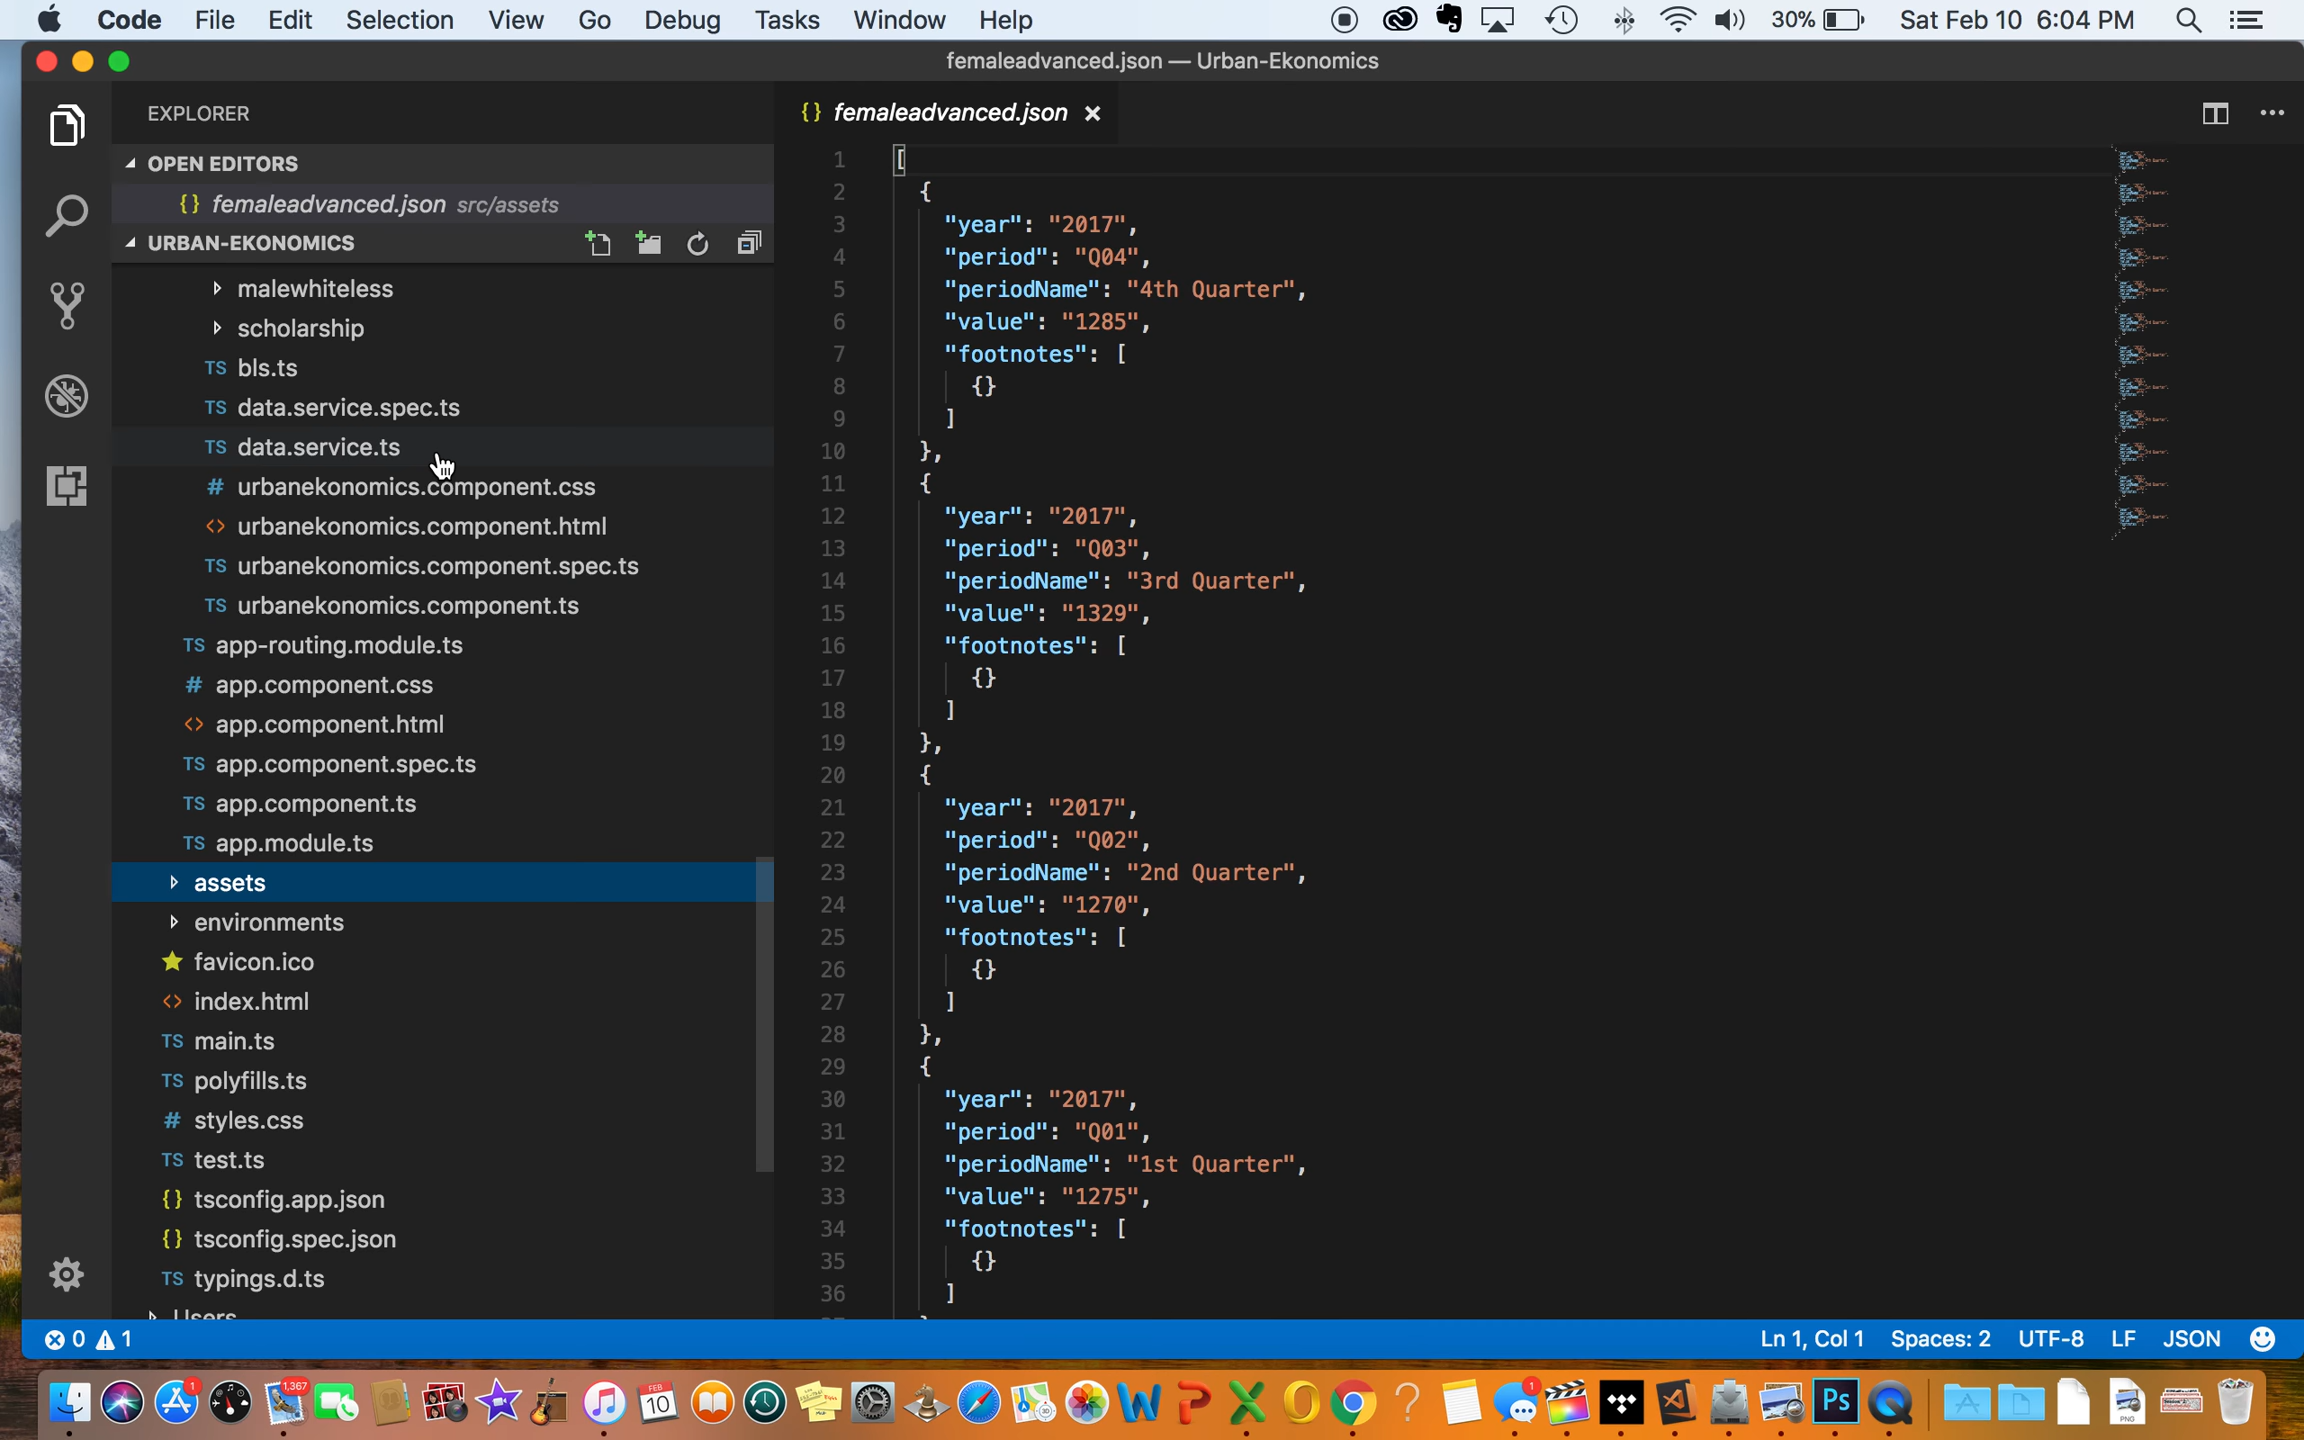 Code File Edit Selection View Go Debug Tasks Window Help 30% Sat Feb 10 6:04 PM
femaleadvanced.json — Urban-Ekonomics
EXPLORER
OPEN EDITORS
{} femaleadvanced.json src/assets
URBAN-EKONOMICS
malewhiteless
scholarship
TS bls.ts
TS data.service.spec.ts
TS data.service.ts
# urbanekonomics.component.css
<> urbanekonomics.component.html
TS urbanekonomics.component.spec.ts
TS urbanekonomics.component.ts
TS app-routing.module.ts
# app.component.css
<> app.component.html
TS app.component.spec.ts
TS app.component.ts
TS app.module.ts
assets
environments
favicon.ico
<> index.html
TS main.ts
TS polyfills.ts
# styles.css
TS test.ts
{} tsconfig.app.json
{} tsconfig.spec.json
TS typings.d.ts
Users
{} femaleadvanced.json ×
1 [
2 {
3 "year": "2017",
4 "period": "Q04",
5 "periodName": "4th Quarter",
6 "value": "1285",
7 "footnotes": [
8 {}
9 ]
10 },
11 {
12 "year": "2017",
13 "period": "Q03",
14 "periodName": "3rd Quarter",
15 "value": "1329",
16 "footnotes": [
17 {}
18 ]
19 },
20 {
21 "year": "2017",
22 "period": "Q02",
23 "periodName": "2nd Quarter",
24 "value": "1270",
25 "footnotes": [
26 {}
27 ]
28 },
29 {
30 "year": "2017",
31 "period": "Q01",
32 "periodName": "1st Quarter",
33 "value": "1275",
34 "footnotes": [
35 {}
36 ]
0 1 Ln 1, Col 1 Spaces: 2 UTF-8 LF JSON
1
1,367
FEB
10
W P X O ?
1
Ps
PNG